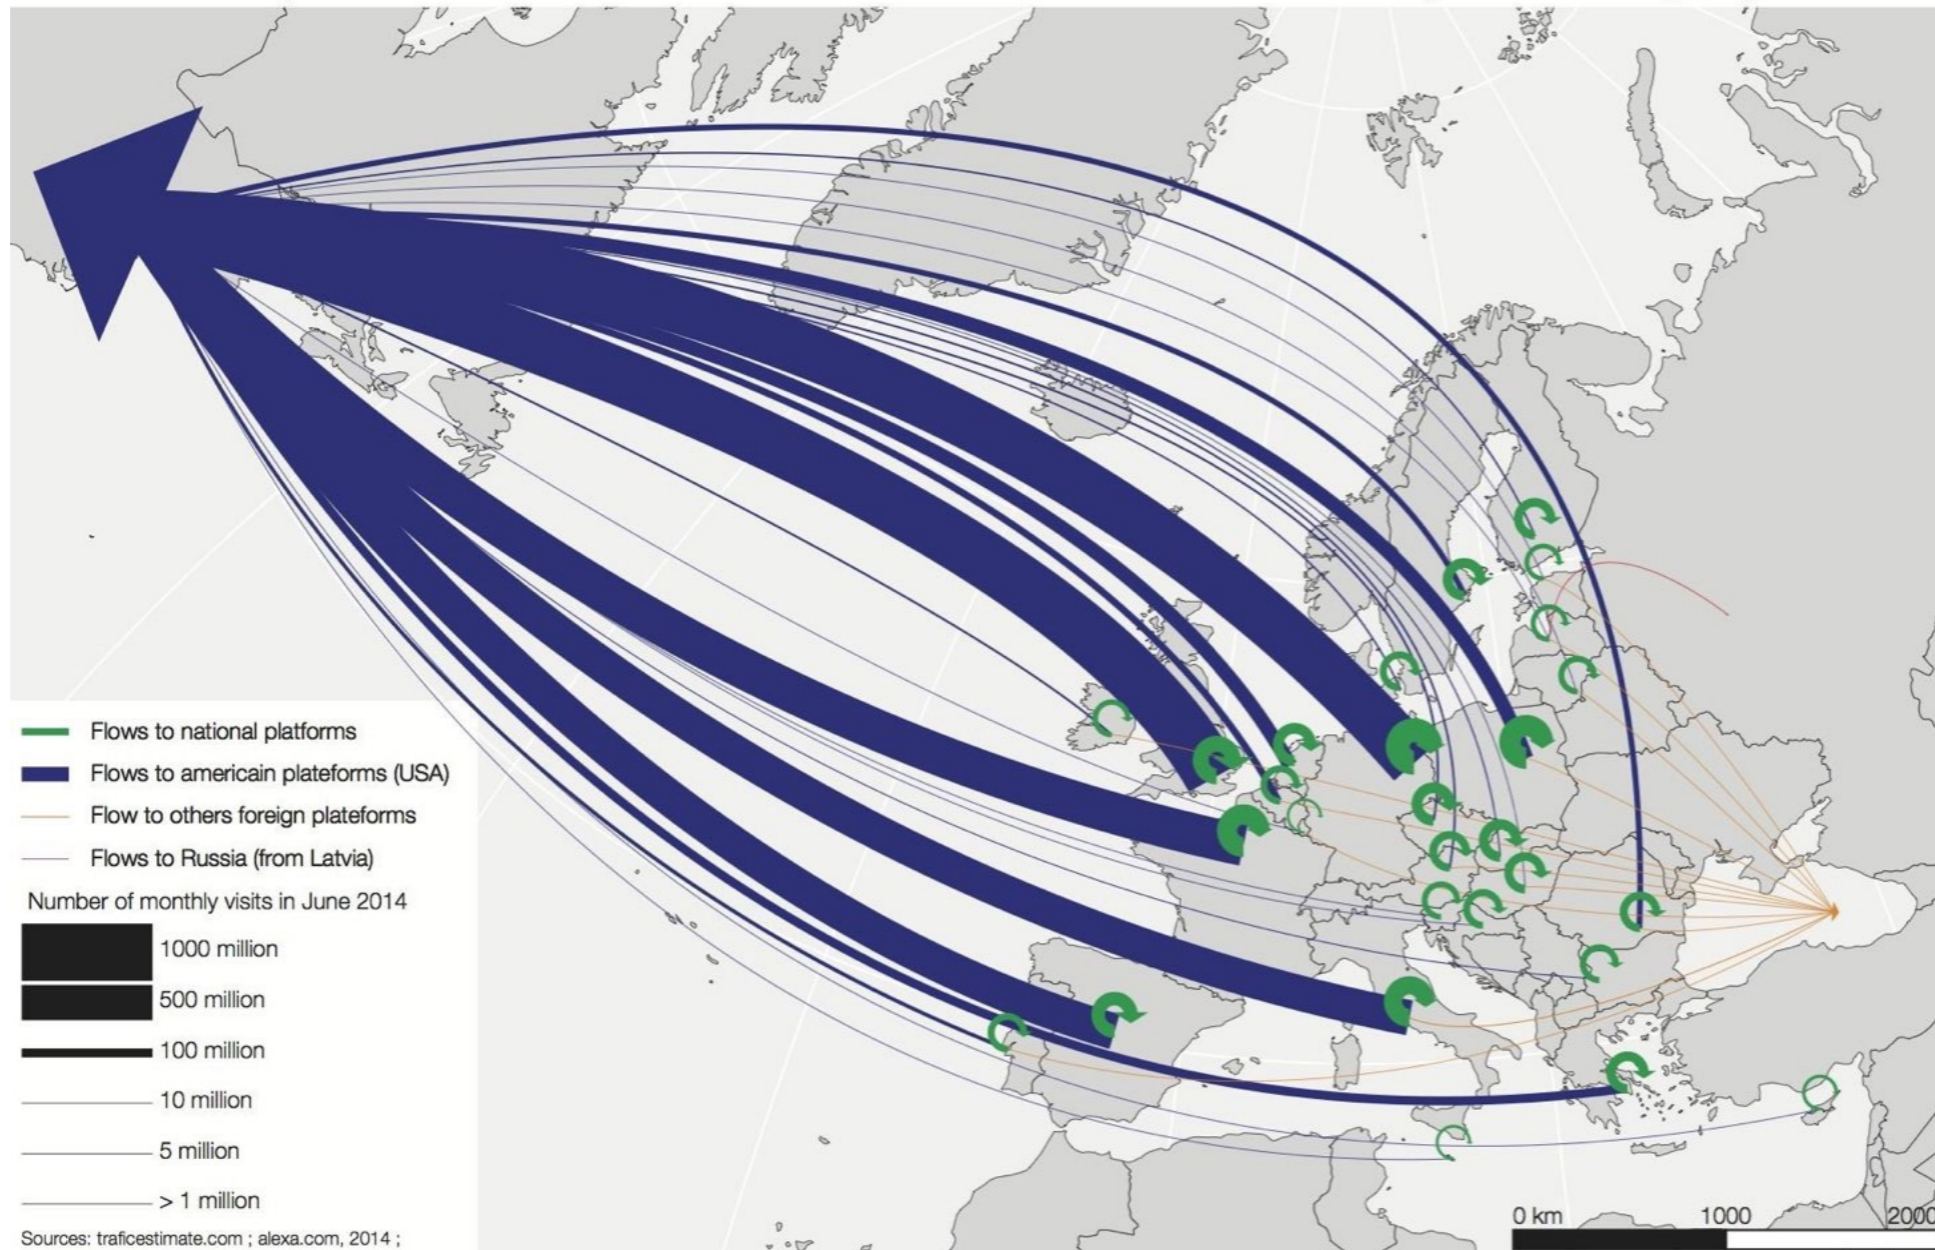 Flows to national platforms
Flows to americain plateforms (USA)
Flow to others foreign plateforms
Flows to Russia (from Latvia)
Number of monthly visits in June 2014
1000 million
500 million
100 million
10 million
5 million
> 1 million
Sources: traficestimate.com ; alexa.com, 2014 ;
0 km 1000 2000